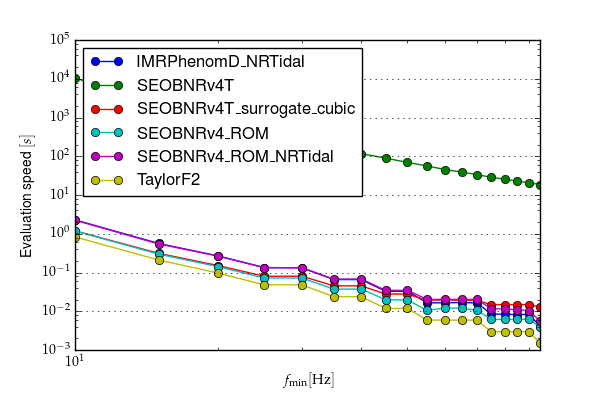 10^5
10^4
10^3
10^2
10^1
10^0
10^−1
10^−2
10^−3
Evaluation speed [s]
IMRPhenomD_NRTidal
SEOBNRv4T
SEOBNRv4T_surrogate_cubic
SEOBNRv4_ROM
SEOBNRv4_ROM_NRTidal
TaylorF2
10^1
f_min[Hz]